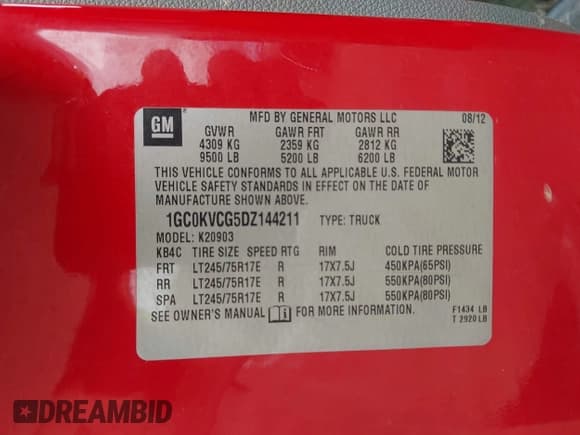 GM
MFD BY GENERAL MOTORS LLC 08/12
GVWR GAWR FRT GAWR RR
4309 KG 2359 KG 2812 KG
9500 LB 5200 LB 6200 LB
THIS VEHICLE CONFORMS TO ALL APPLICABLE U.S. FEDERAL MOTOR
VEHICLE SAFETY STANDARDS IN EFFECT ON THE DATE OF
MANUFACTURE SHOWN ABOVE.
1GC0KVCG5DZ144211 TYPE: TRUCK
MODEL: K20903
KB4C TIRE SIZE SPEED RTG RIM COLD TIRE PRESSURE
FRT LT245/75R17E R 17X7.5J 450KPA(65PSI)
RR LT245/75R17E R 17X7.5J 550KPA(80PSI)
SPA LT245/75R17E R 17X7.5J 550KPA(80PSI)
SEE OWNER'S MANUAL FOR MORE INFORMATION.
F1434 LB
T 2920 LB
DREAMBID